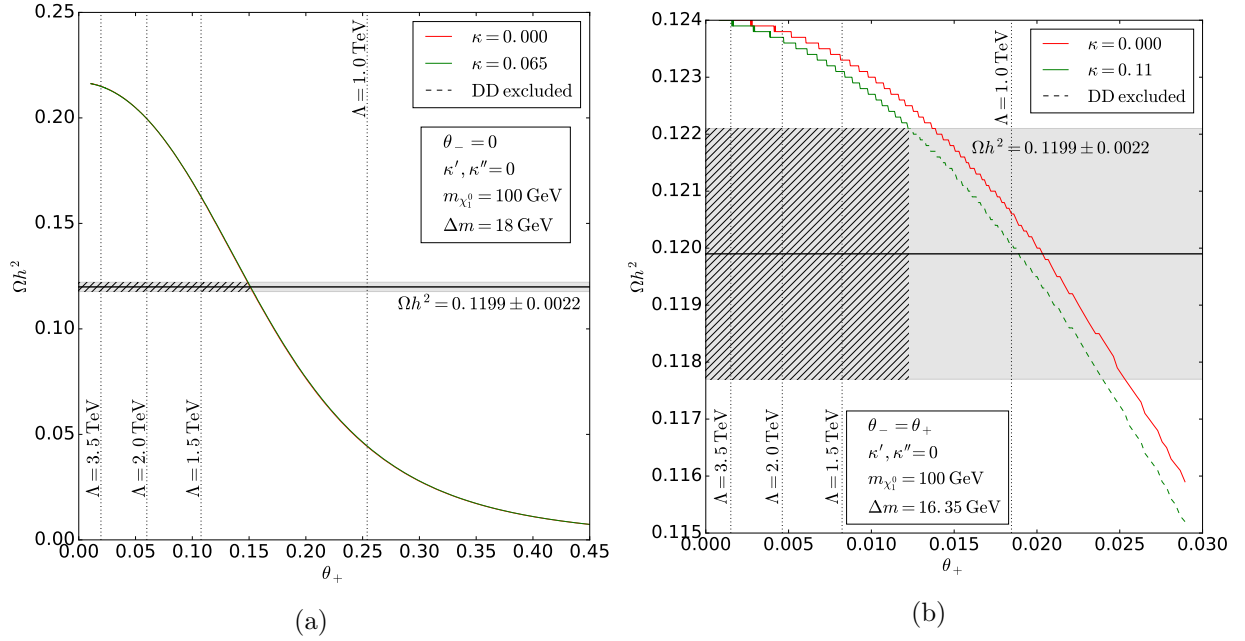 0.25
0.20
0.15
0.10
0.05
0.00
Ωh²
0.00 0.05 0.10 0.15 0.20 0.25 0.30 0.35 0.40 0.45
θ₊
κ = 0.000
κ = 0.065
DD excluded
θ₋ = 0
κ′, κ″ = 0
m_{χ₁⁰} = 100 GeV
Δm = 18 GeV
Ωh² = 0.1199 ± 0.0022
Λ = 3.5 TeV
Λ = 2.0 TeV
Λ = 1.5 TeV
Λ = 1.0 TeV
(a)
0.124
0.123
0.122
0.121
0.120
0.119
0.118
0.117
0.116
0.115
Ωh²
0.000 0.005 0.010 0.015 0.020 0.025 0.030
θ₊
κ = 0.000
κ = 0.11
DD excluded
Ωh² = 0.1199 ± 0.0022
θ₋ = θ₊
κ′, κ″ = 0
m_{χ₁⁰} = 100 GeV
Δm = 16.35 GeV
Λ = 3.5 TeV
Λ = 2.0 TeV
Λ = 1.5 TeV
Λ = 1.0 TeV
(b)